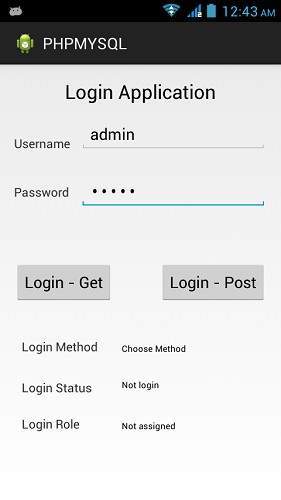 12:43 AM
PHPMYSQL
Login Application
Username admin
Password •••••
Login - Get Login - Post
Login Method Choose Method
Login Status Not login
Login Role Not assigned